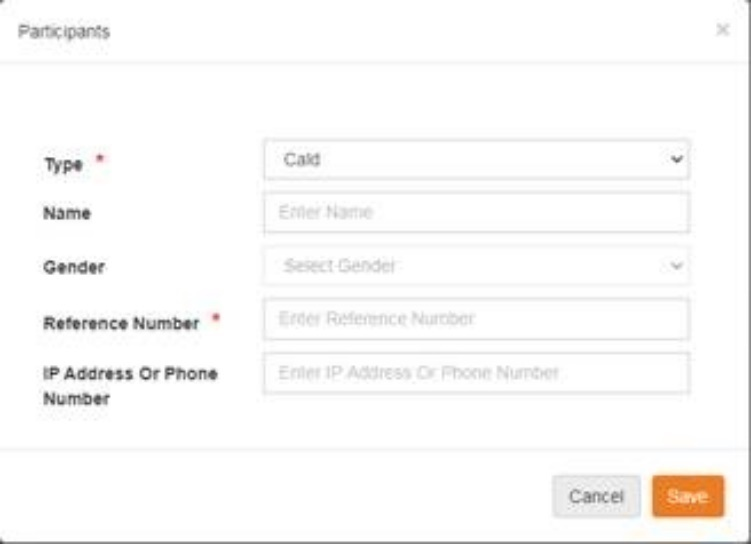 Participants ×
Type * Cald
Name Enter Name
Gender Select Gender
Reference Number * Enter Reference Number
IP Address Or Phone Enter IP Address Or Phone Number
Number
Cancel Save